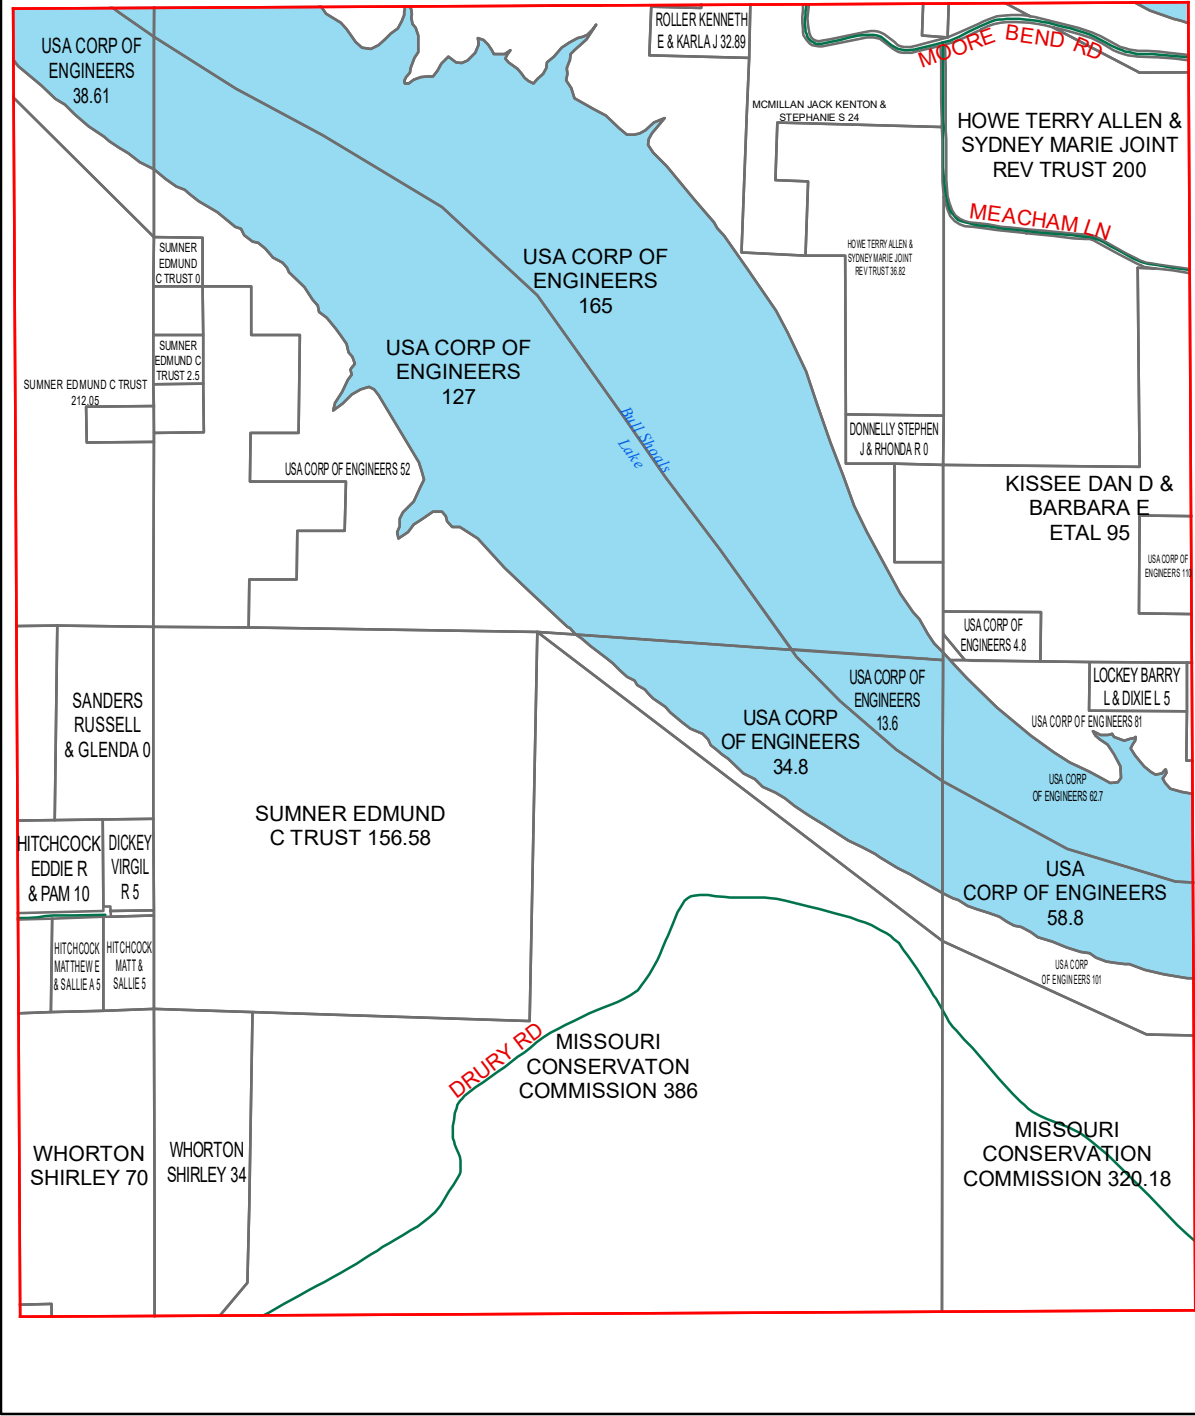 USA CORP OF
ENGINEERS
38.61
ROLLER KENNETH
E & KARLA J 32.89
MOORE BEND RD
MCMILLAN JACK KENTON &
STEPHANIE S 24
HOWE TERRY ALLEN &
SYDNEY MARIE JOINT
REV TRUST 200
MEACHAM LN
SUMNER
EDMUND
C TRUST 0
HOWE TERRY ALLEN &
SYDNEY MARIE JOINT
REV TRUST 36.82
USA CORP OF
ENGINEERS
165
USA CORP OF
ENGINEERS
127
SUMNER
EDMUND C
TRUST 2.5
SUMNER EDMUND C TRUST
212.05
Bull Shoals
Lake
DONNELLY STEPHEN
J & RHONDA R 0
USA CORP OF ENGINEERS 52
KISSEE DAN D &
BARBARA E
ETAL 95
USA CORP OF
ENGINEERS 110
USA CORP OF
ENGINEERS 4.8
SANDERS
RUSSELL
& GLENDA 0
USA CORP OF
ENGINEERS
13.6
LOCKEY BARRY
L & DIXIE L 5
USA CORP
OF ENGINEERS
34.8
USA CORP OF ENGINEERS 81
USA CORP
OF ENGINEERS 62.7
SUMNER EDMUND
C TRUST 156.58
HITCHCOCK
EDDIE R
& PAM 10
DICKEY
VIRGIL
R 5
USA
CORP OF ENGINEERS
58.8
HITCHCOCK
MATTHEW E
& SALLIE A 5
HITCHCOCK
MATT &
SALLIE 5
USA CORP
OF ENGINEERS 101
DRURY RD
MISSOURI
CONSERVATON
COMMISSION 386
MISSOURI
CONSERVATION
COMMISSION 320.18
WHORTON
SHIRLEY 70
WHORTON
SHIRLEY 34